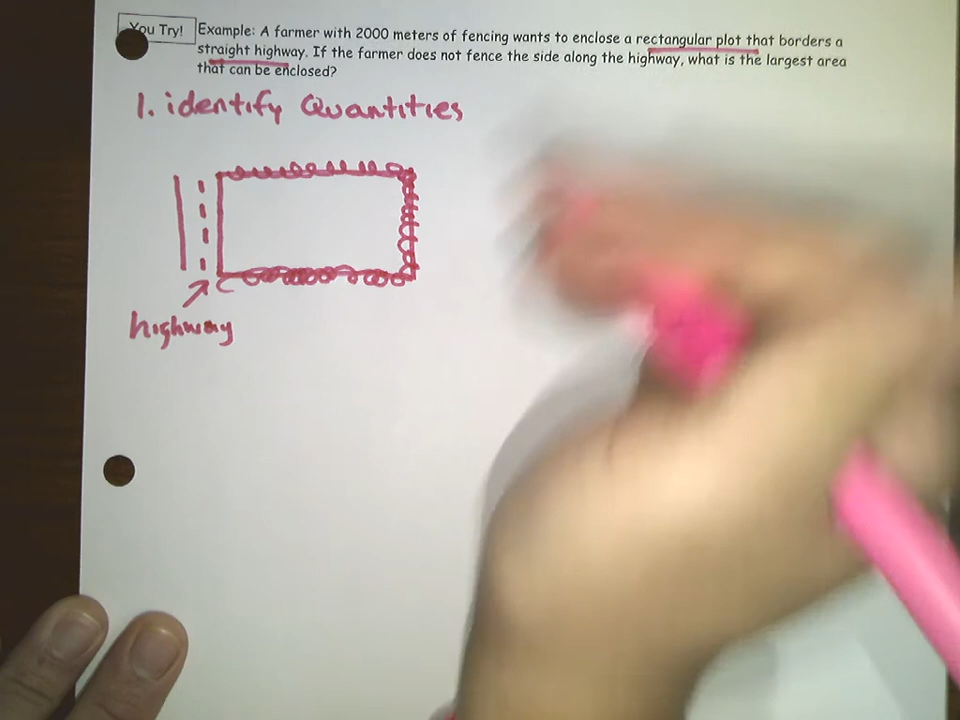 You Try!
Example: A farmer with 2000 meters of fencing wants to enclose a rectangular plot that borders a
straight highway. If the farmer does not fence the side along the highway, what is the largest area
that can be enclosed?
1. identify Quantities
highway